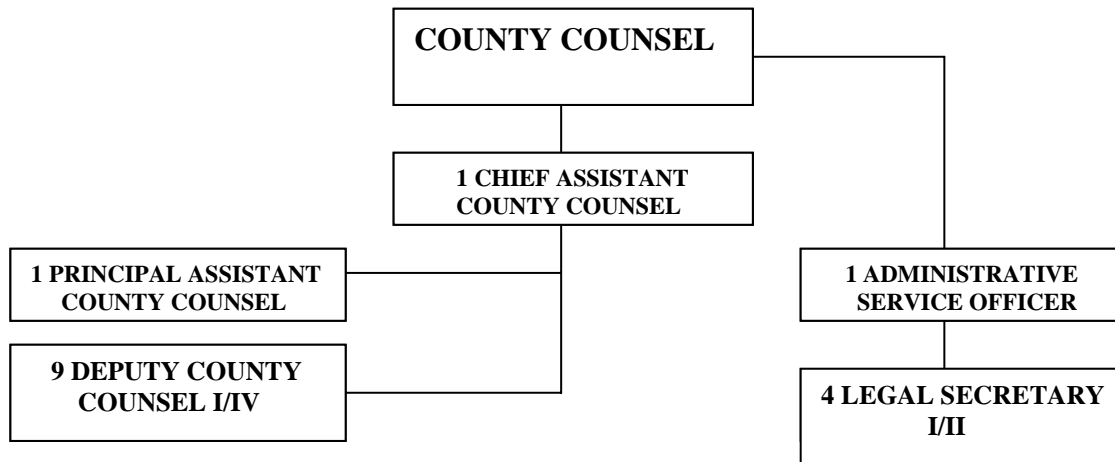 COUNTY COUNSEL
1 CHIEF ASSISTANT
COUNTY COUNSEL
1 PRINCIPAL ASSISTANT
COUNTY COUNSEL
1 ADMINISTRATIVE
SERVICE OFFICER
9 DEPUTY COUNTY
COUNSEL I/IV
4 LEGAL SECRETARY
I/II